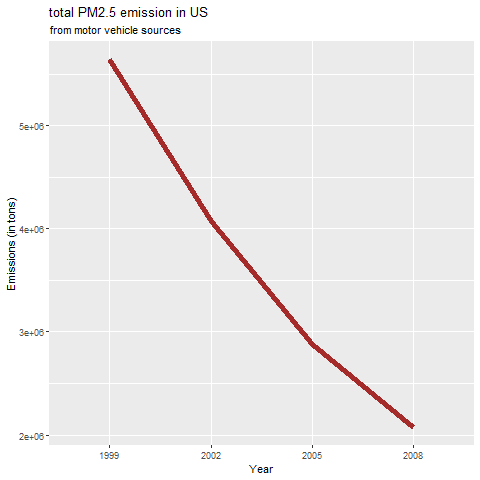 total PM2.5 emission in US
from motor vehicle sources
Emissions (in tons)
5e+06
4e+06
3e+06
2e+06
1999 2002 2005 2008
Year